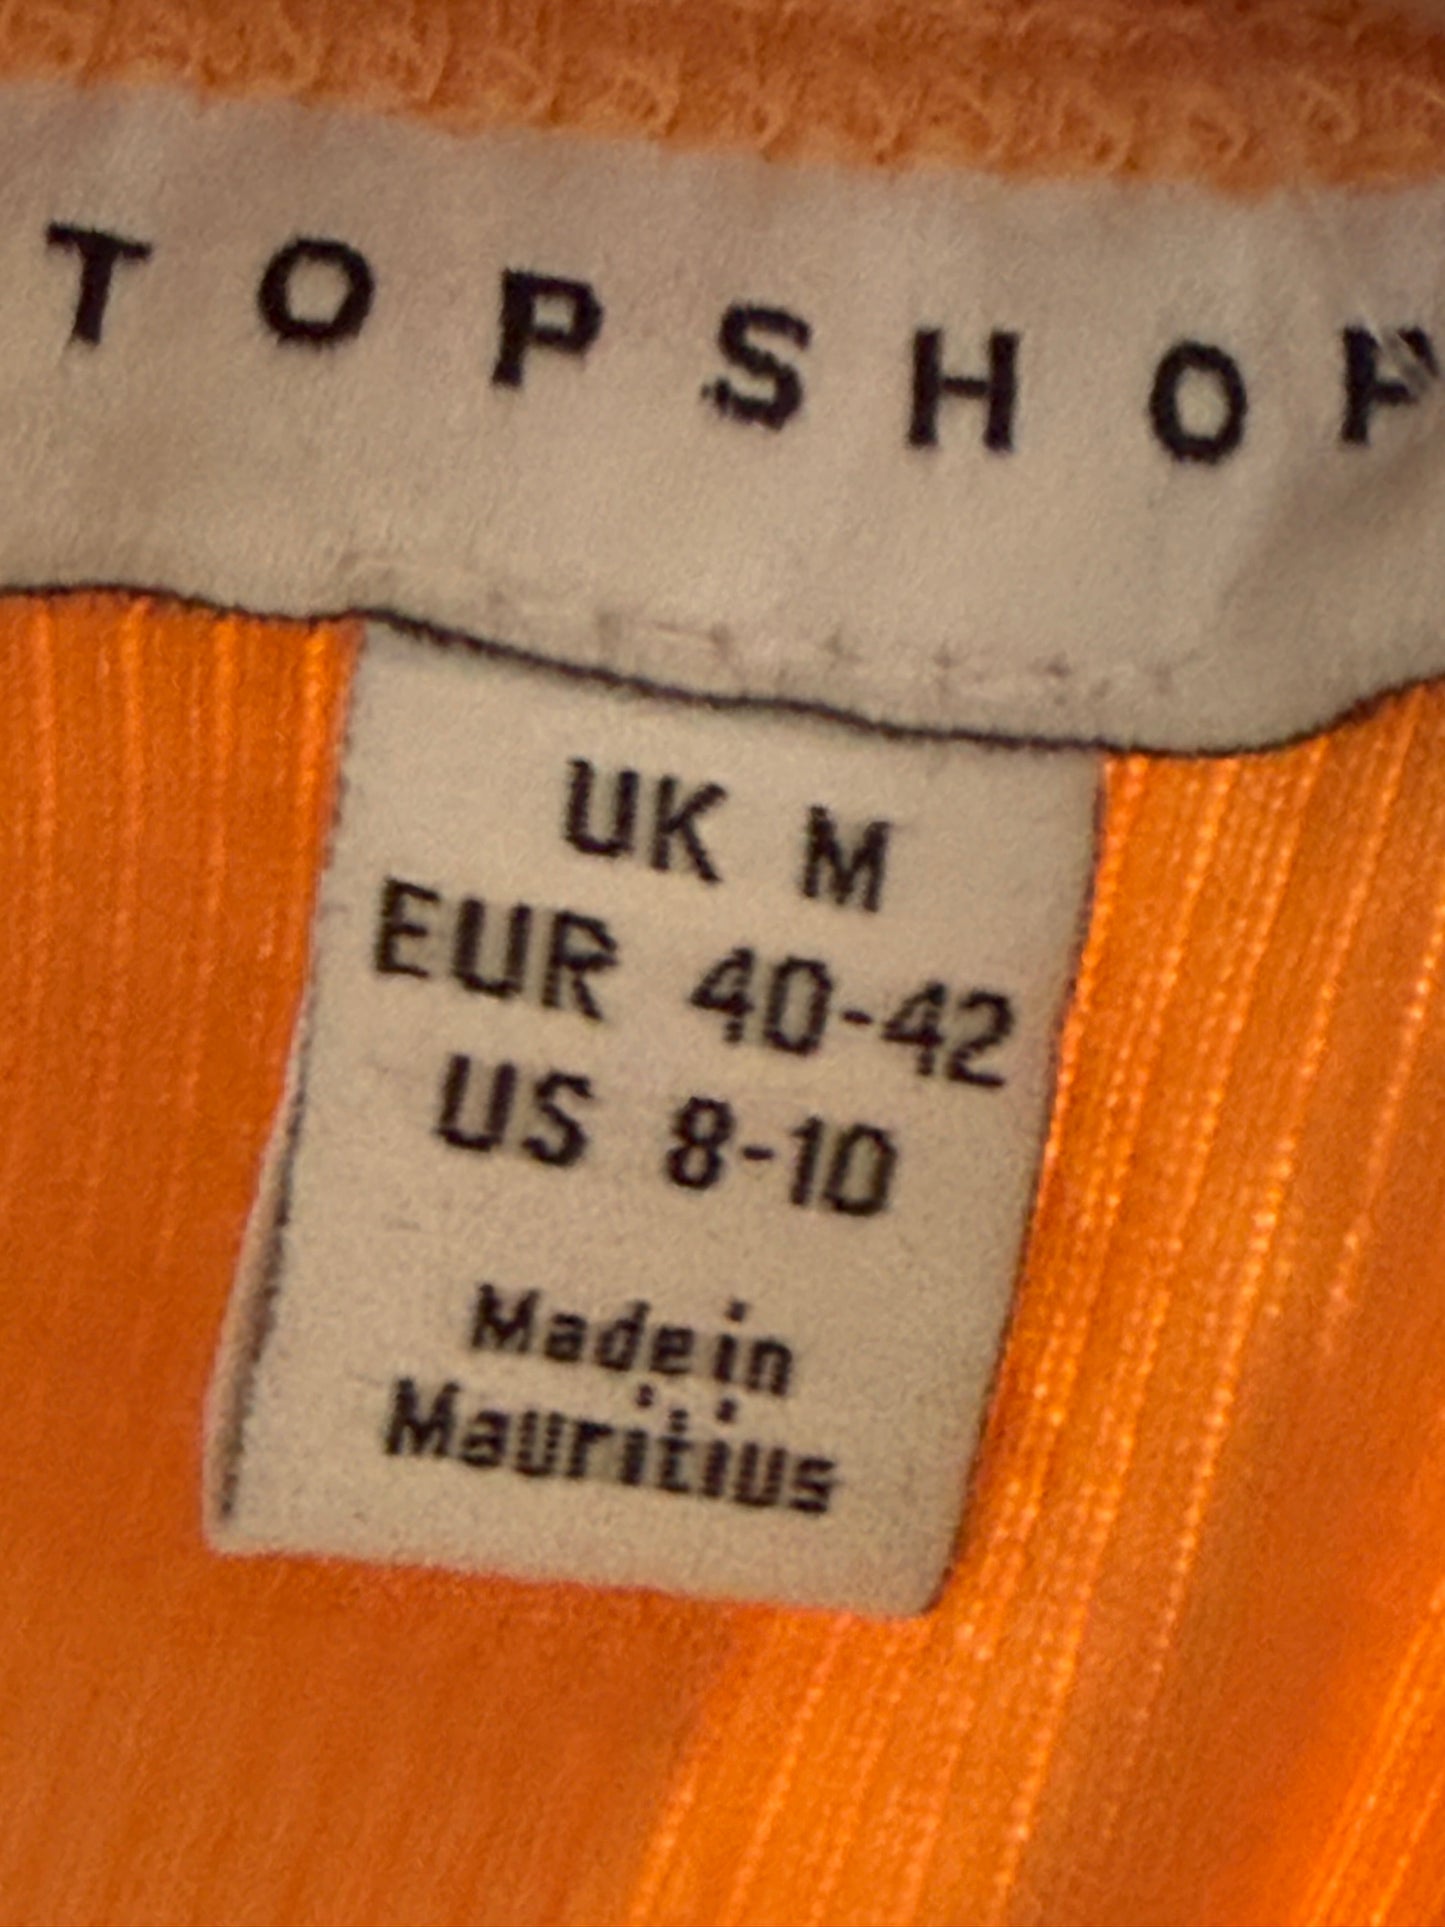 TOPSHOP
UK M
EUR 40-42
US 8-10
Made in
Mauritius